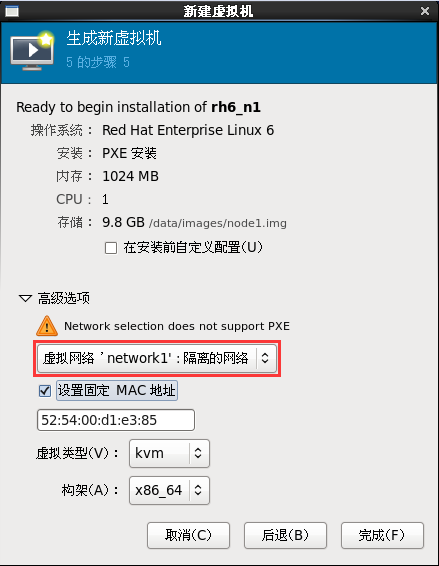 新建虚拟机
生成新虚拟机
5 的步骤 5
Ready to begin installation of rh6_n1
操作系统： Red Hat Enterprise Linux 6
安装： PXE 安装
内存： 1024 MB
CPU： 1
存储： 9.8 GB /data/images/node1.img
在安装前自定义配置(U)
高级选项
Network selection does not support PXE
虚拟网络 'network1' : 隔离的网络
设置固定 MAC 地址
52:54:00:d1:e3:85
虚拟类型(V)： kvm
构架(A)： x86_64
取消(C) 后退(B) 完成(F)